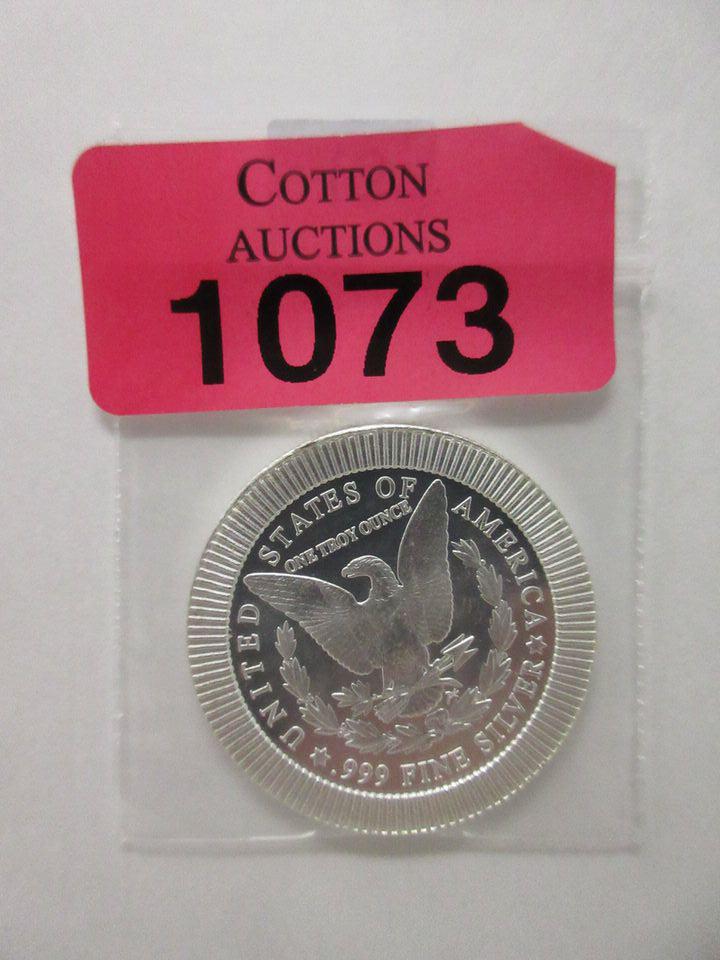 COTTON
AUCTIONS
1073
UNITED STATES OF AMERICA
ONE TROY OUNCE
.999 FINE SILVER